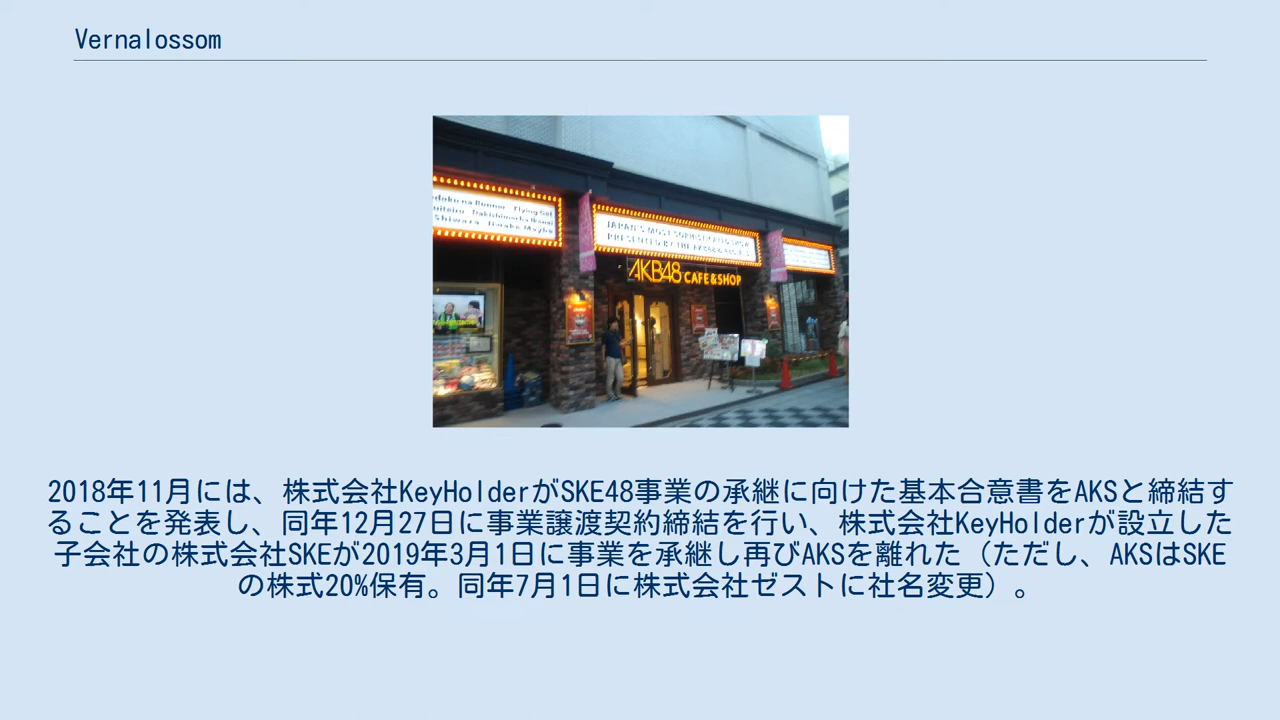 Vernalossom
AKB48 CAFE & SHOP
2018年11月には、株式会社KeyHolderがSKE48事業の承継に向けた基本合意書をAKSと締結す
ることを発表し、同年12月27日に事業譲渡契約締結を行い、株式会社KeyHolderが設立した
子会社の株式会社SKEが2019年3月1日に事業を承継し再びAKSを離れた（ただし、AKSはSKE
の株式20%保有。同年7月1日に株式会社ゼストに社名変更）。